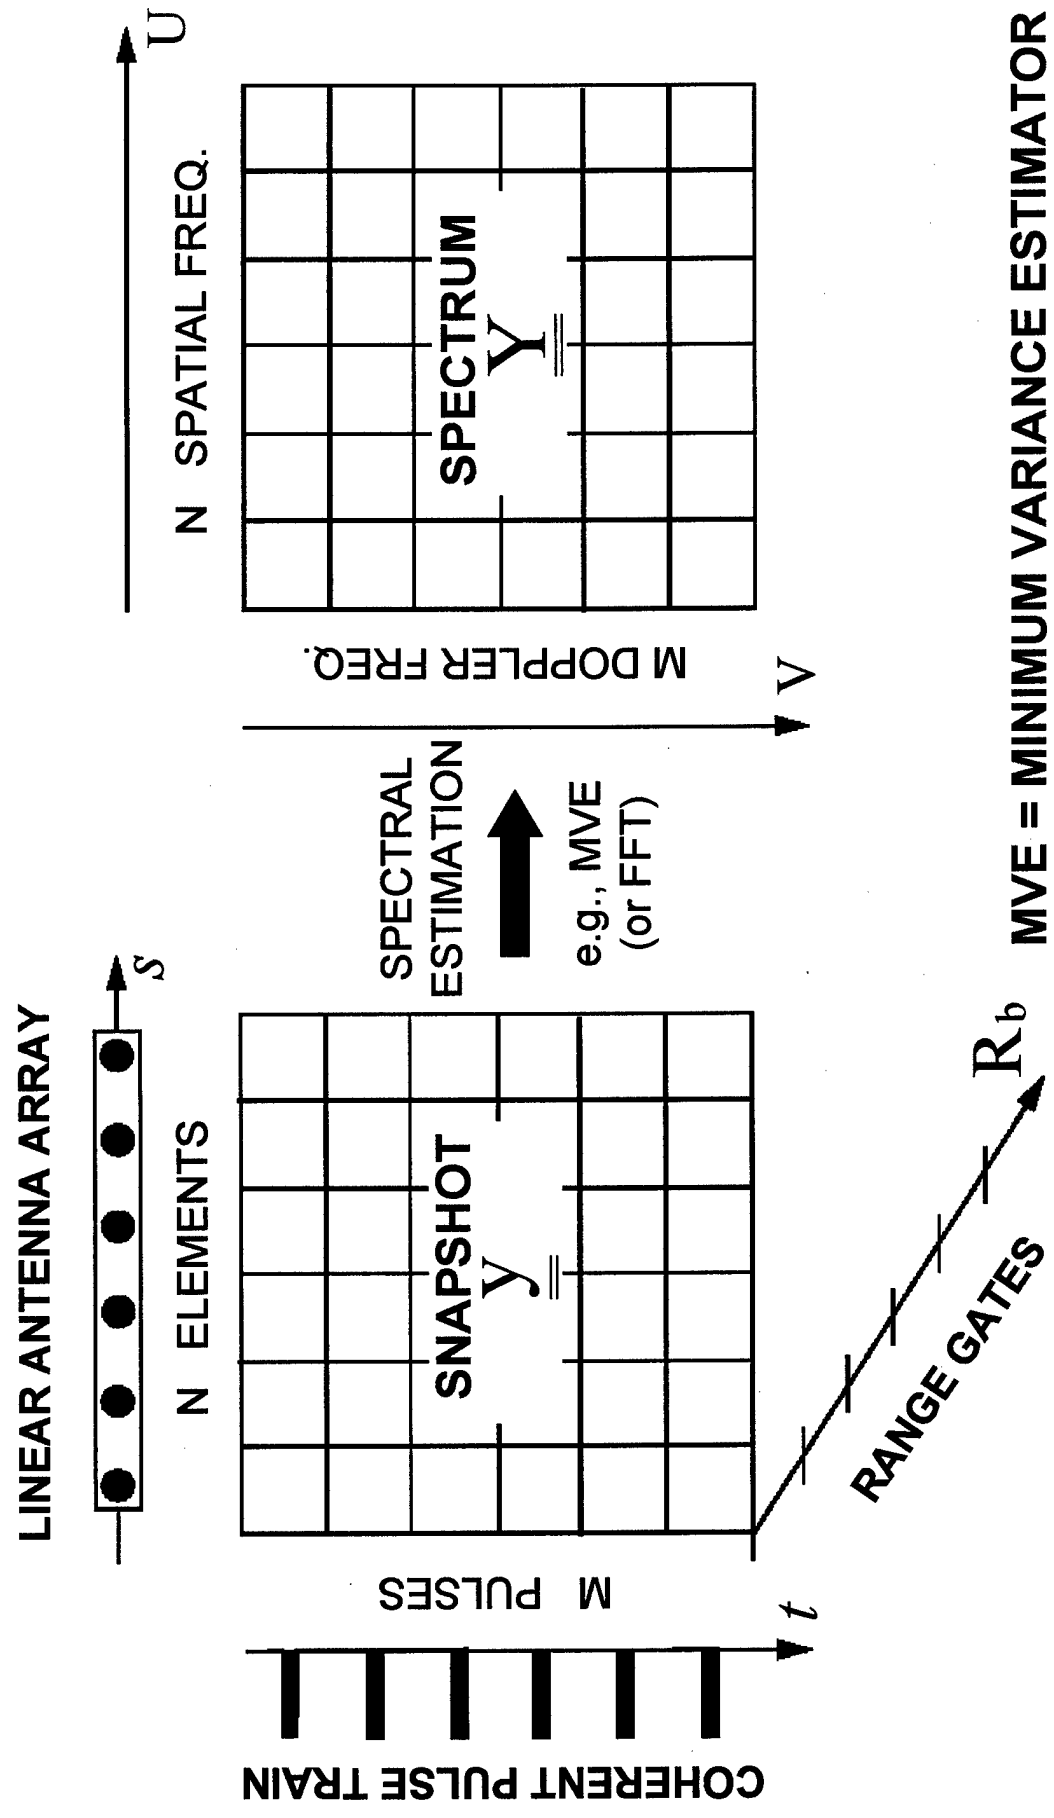 LINEAR ANTENNA ARRAY
s
N ELEMENTS
COHERENT PULSE TRAIN
M PULSES
t
SNAPSHOT
y
RANGE GATES
R_b
SPECTRAL
ESTIMATION
e.g., MVE
(or FFT)
U
N SPATIAL FREQ.
M DOPPLER FREQ.
V
SPECTRUM
Y
MVE = MINIMUM VARIANCE ESTIMATOR